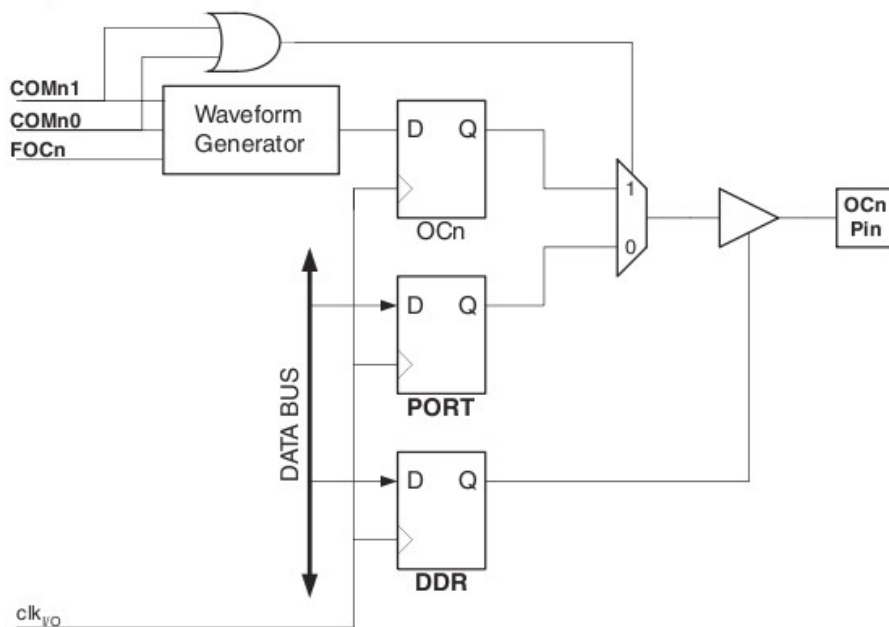 COMn1
COMn0
FOCn
Waveform
Generator
D Q
OCn
1
0
OCn
Pin
D Q
PORT
DATA BUS
D Q
DDR
clkI/O